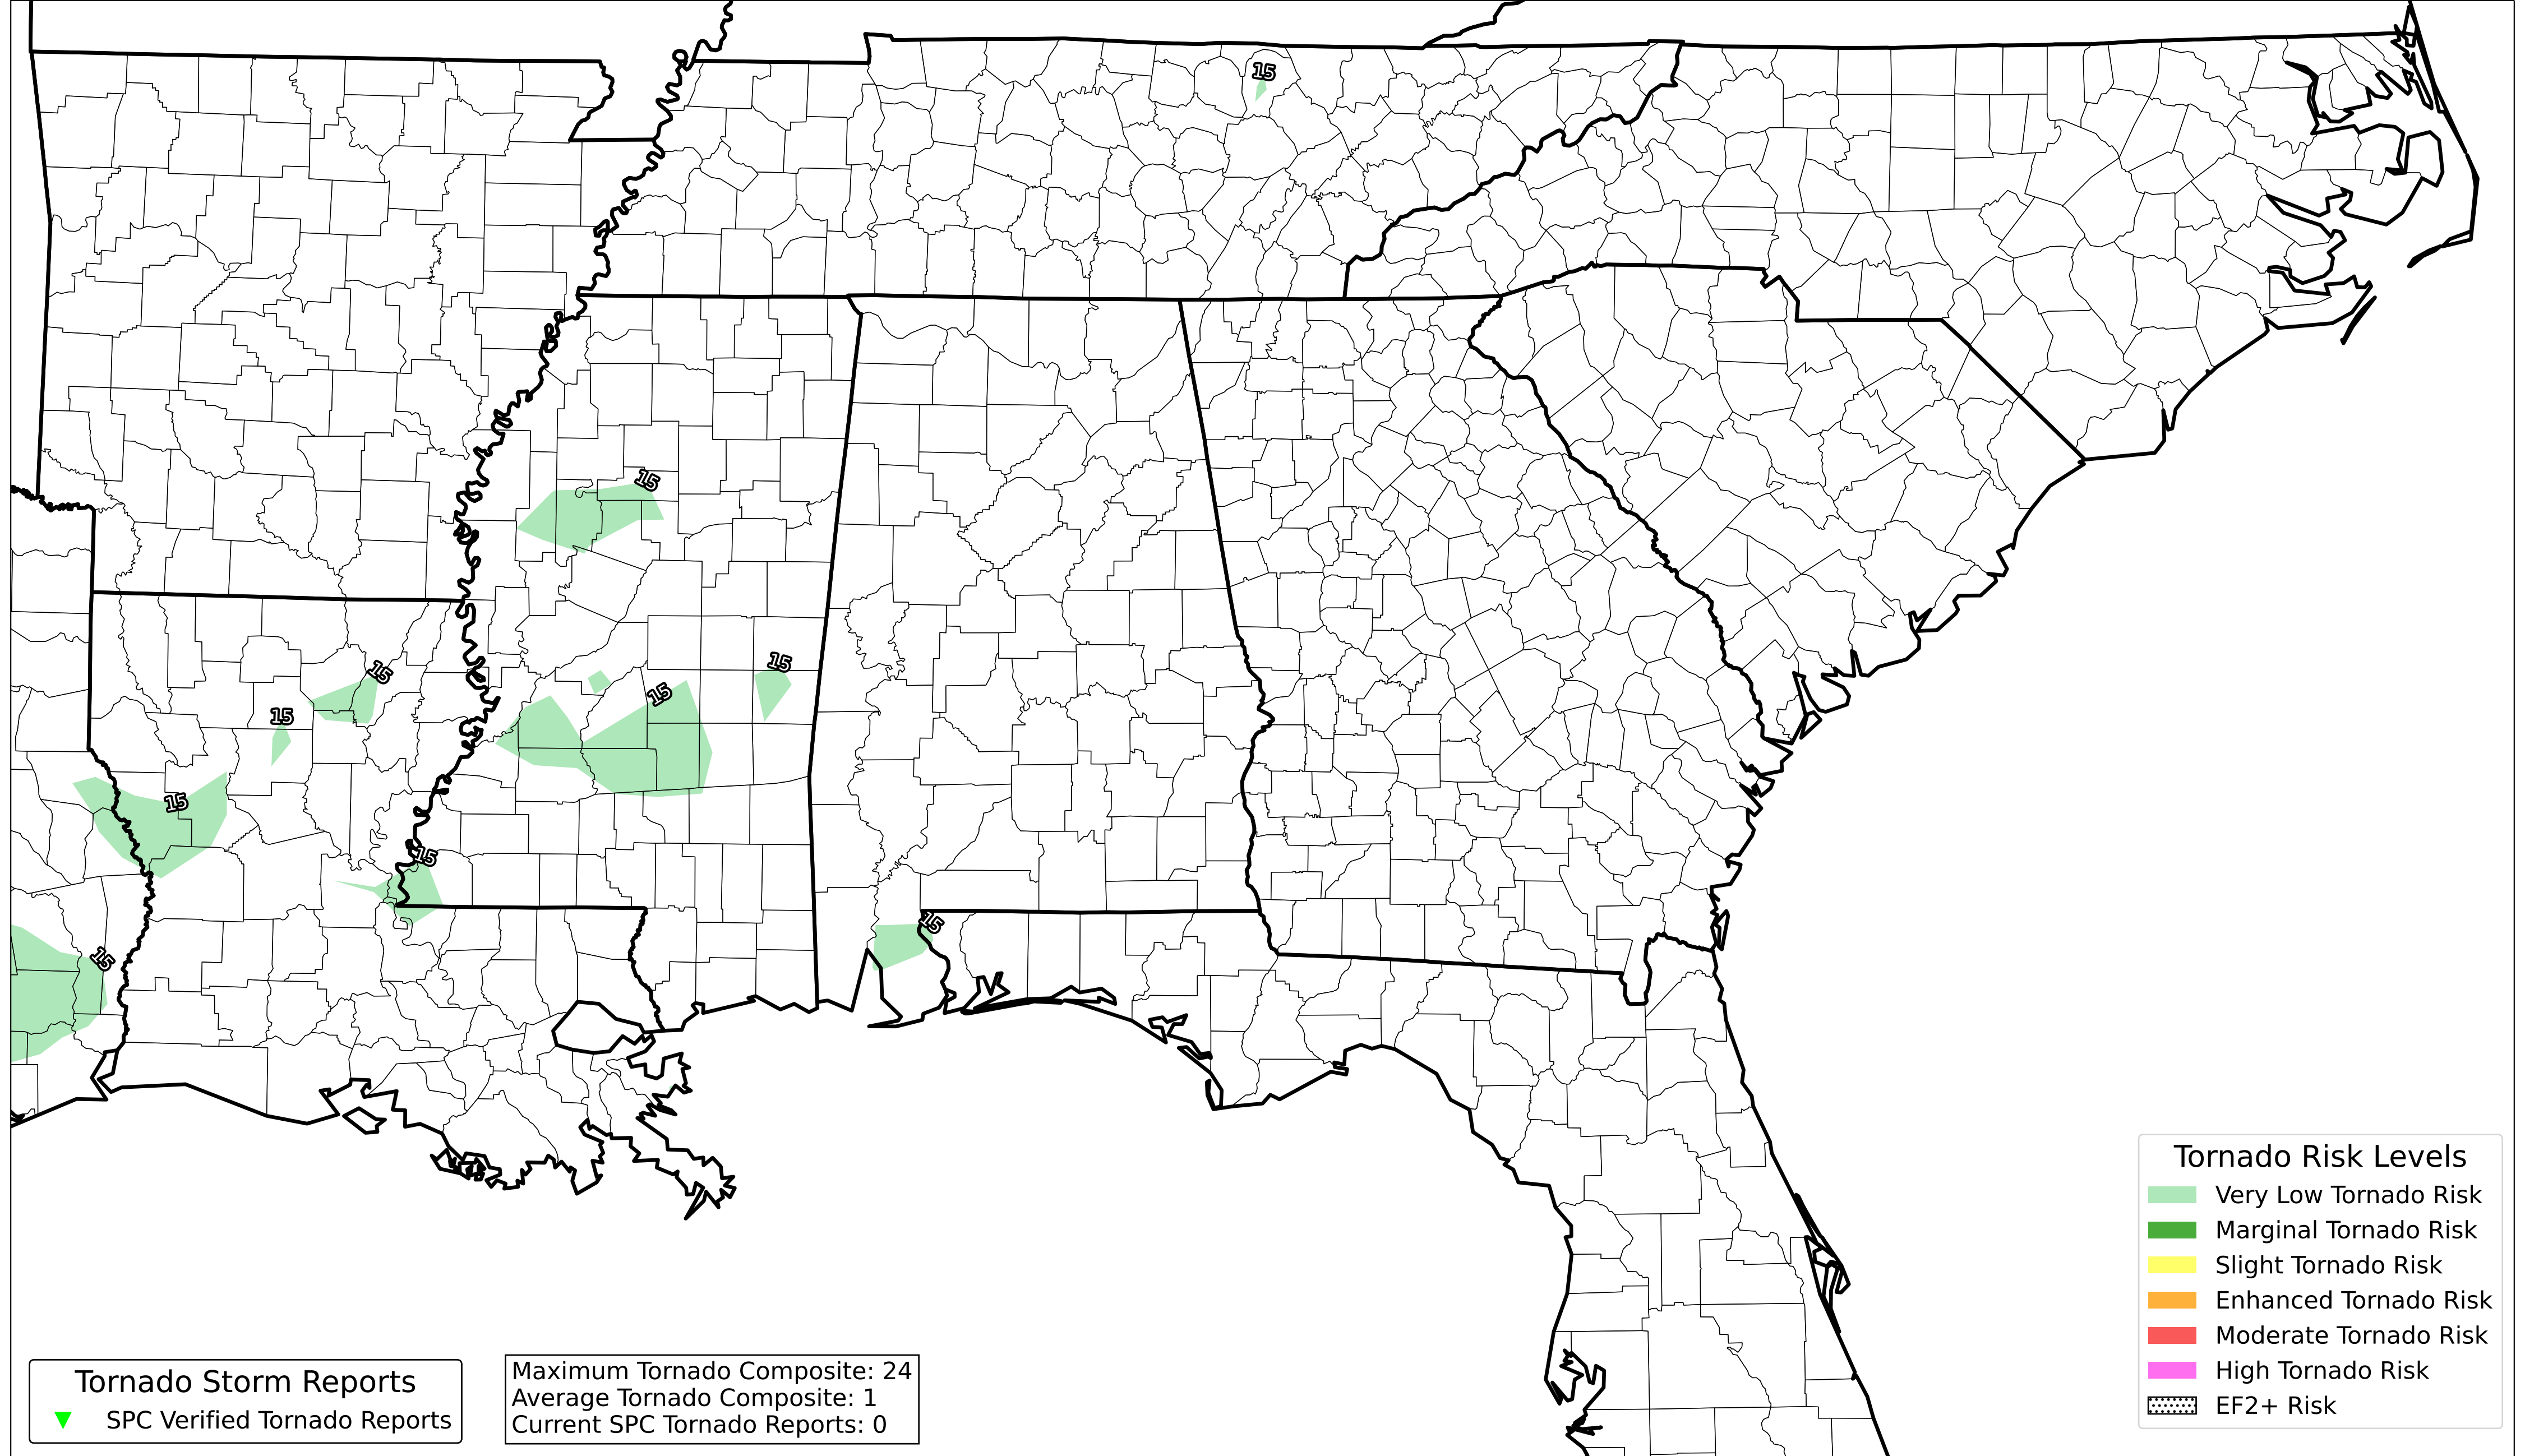 15
15
15
15
15
15
15
15
15
15
Tornado Risk Levels
Very Low Tornado Risk
Marginal Tornado Risk
Slight Tornado Risk
Enhanced Tornado Risk
Moderate Tornado Risk
High Tornado Risk
EF2+ Risk
Tornado Storm Reports
SPC Verified Tornado Reports
Maximum Tornado Composite: 24
Average Tornado Composite: 1
Current SPC Tornado Reports: 0